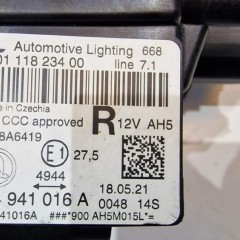 Automotive Lighting 668
01 118 234 00 line 7.1
e in Czechia
CCC approved R 12V AH5
8A6419
E1 27,5
4944
941 016 A 18.05.21
0048 14S
41016A ###*900 AH5M015L*=